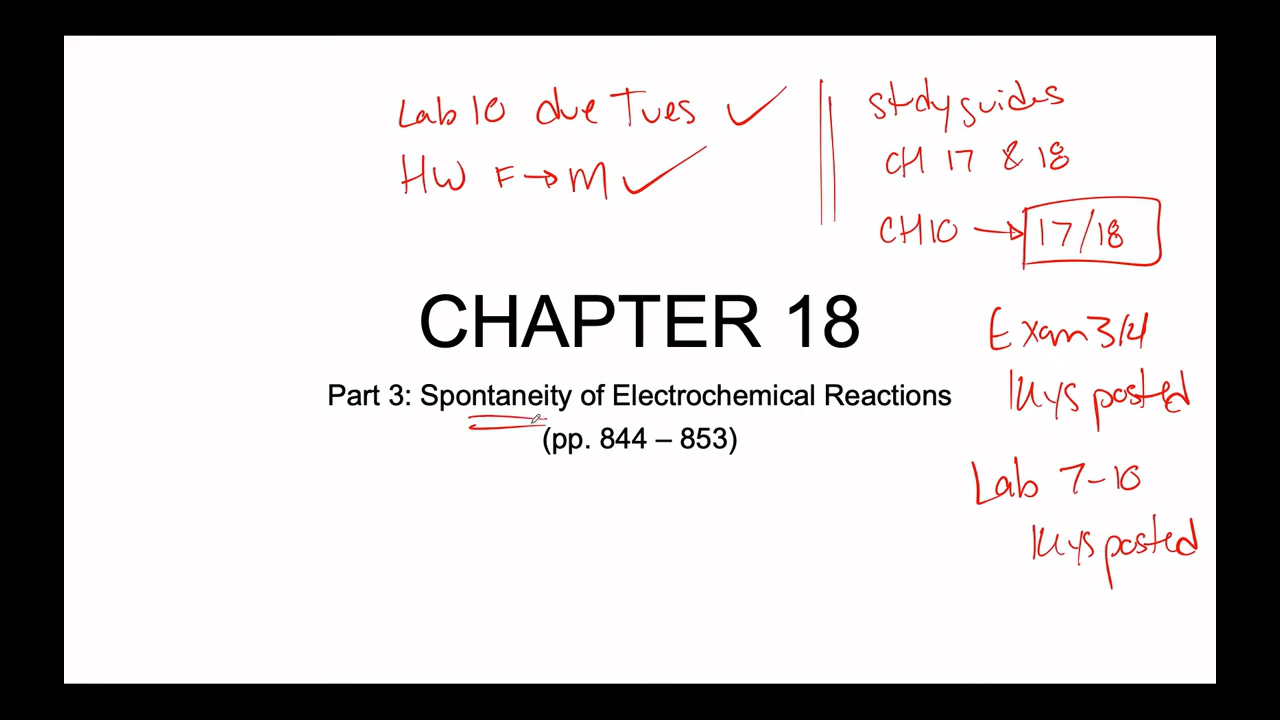 Lab 10 due Tues ✓
HW F → M ✓
Study guides
CH 17 & 18
CH10 → 17/18
CHAPTER 18
Part 3: Spontaneity of Electrochemical Reactions
(pp. 844 – 853)
Exam 3/4
Keys posted
Lab 7-10
Keys posted